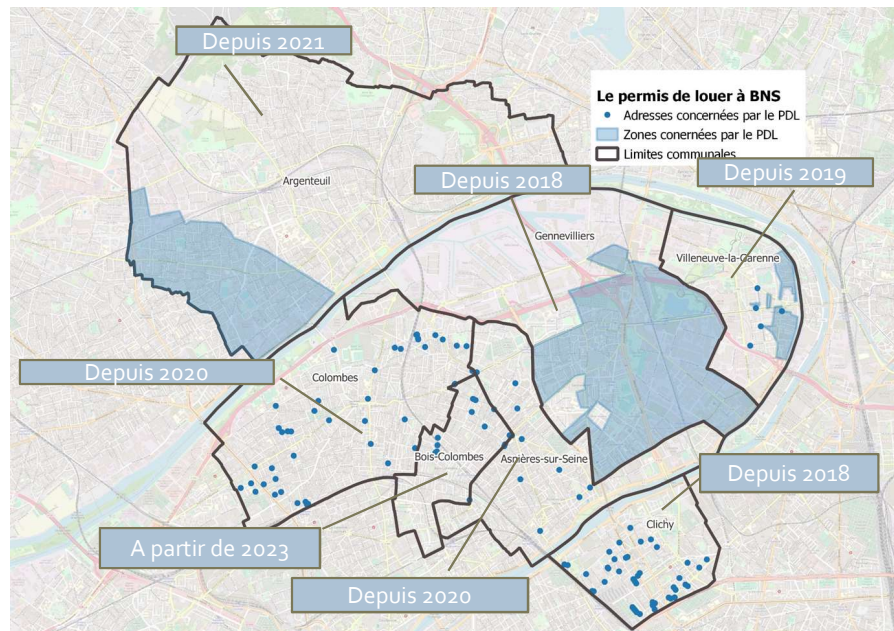 Depuis 2021
Le permis de louer à BNS
Adresses concernées par le PDL
Zones conernées par le PDL
Limites communales
Argenteuil
Depuis 2018
Depuis 2019
Gennevilliers
Villeneuve-la-Garenne
Depuis 2020
Colombes
Bois-Colombes
Asnières-sur-Seine
Depuis 2018
Clichy
A partir de 2023
Depuis 2020